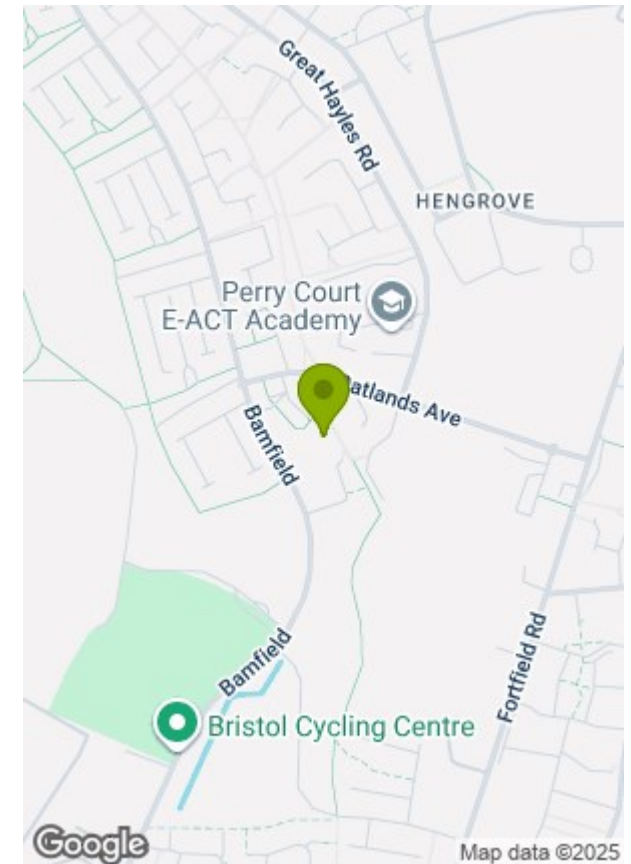 Great Hayles Rd
HENGROVE
Perry Court
E-ACT Academy
atlands Ave
Bamfield
Fortfield Rd
Bamfield
Bristol Cycling Centre
Google
Map data ©2025